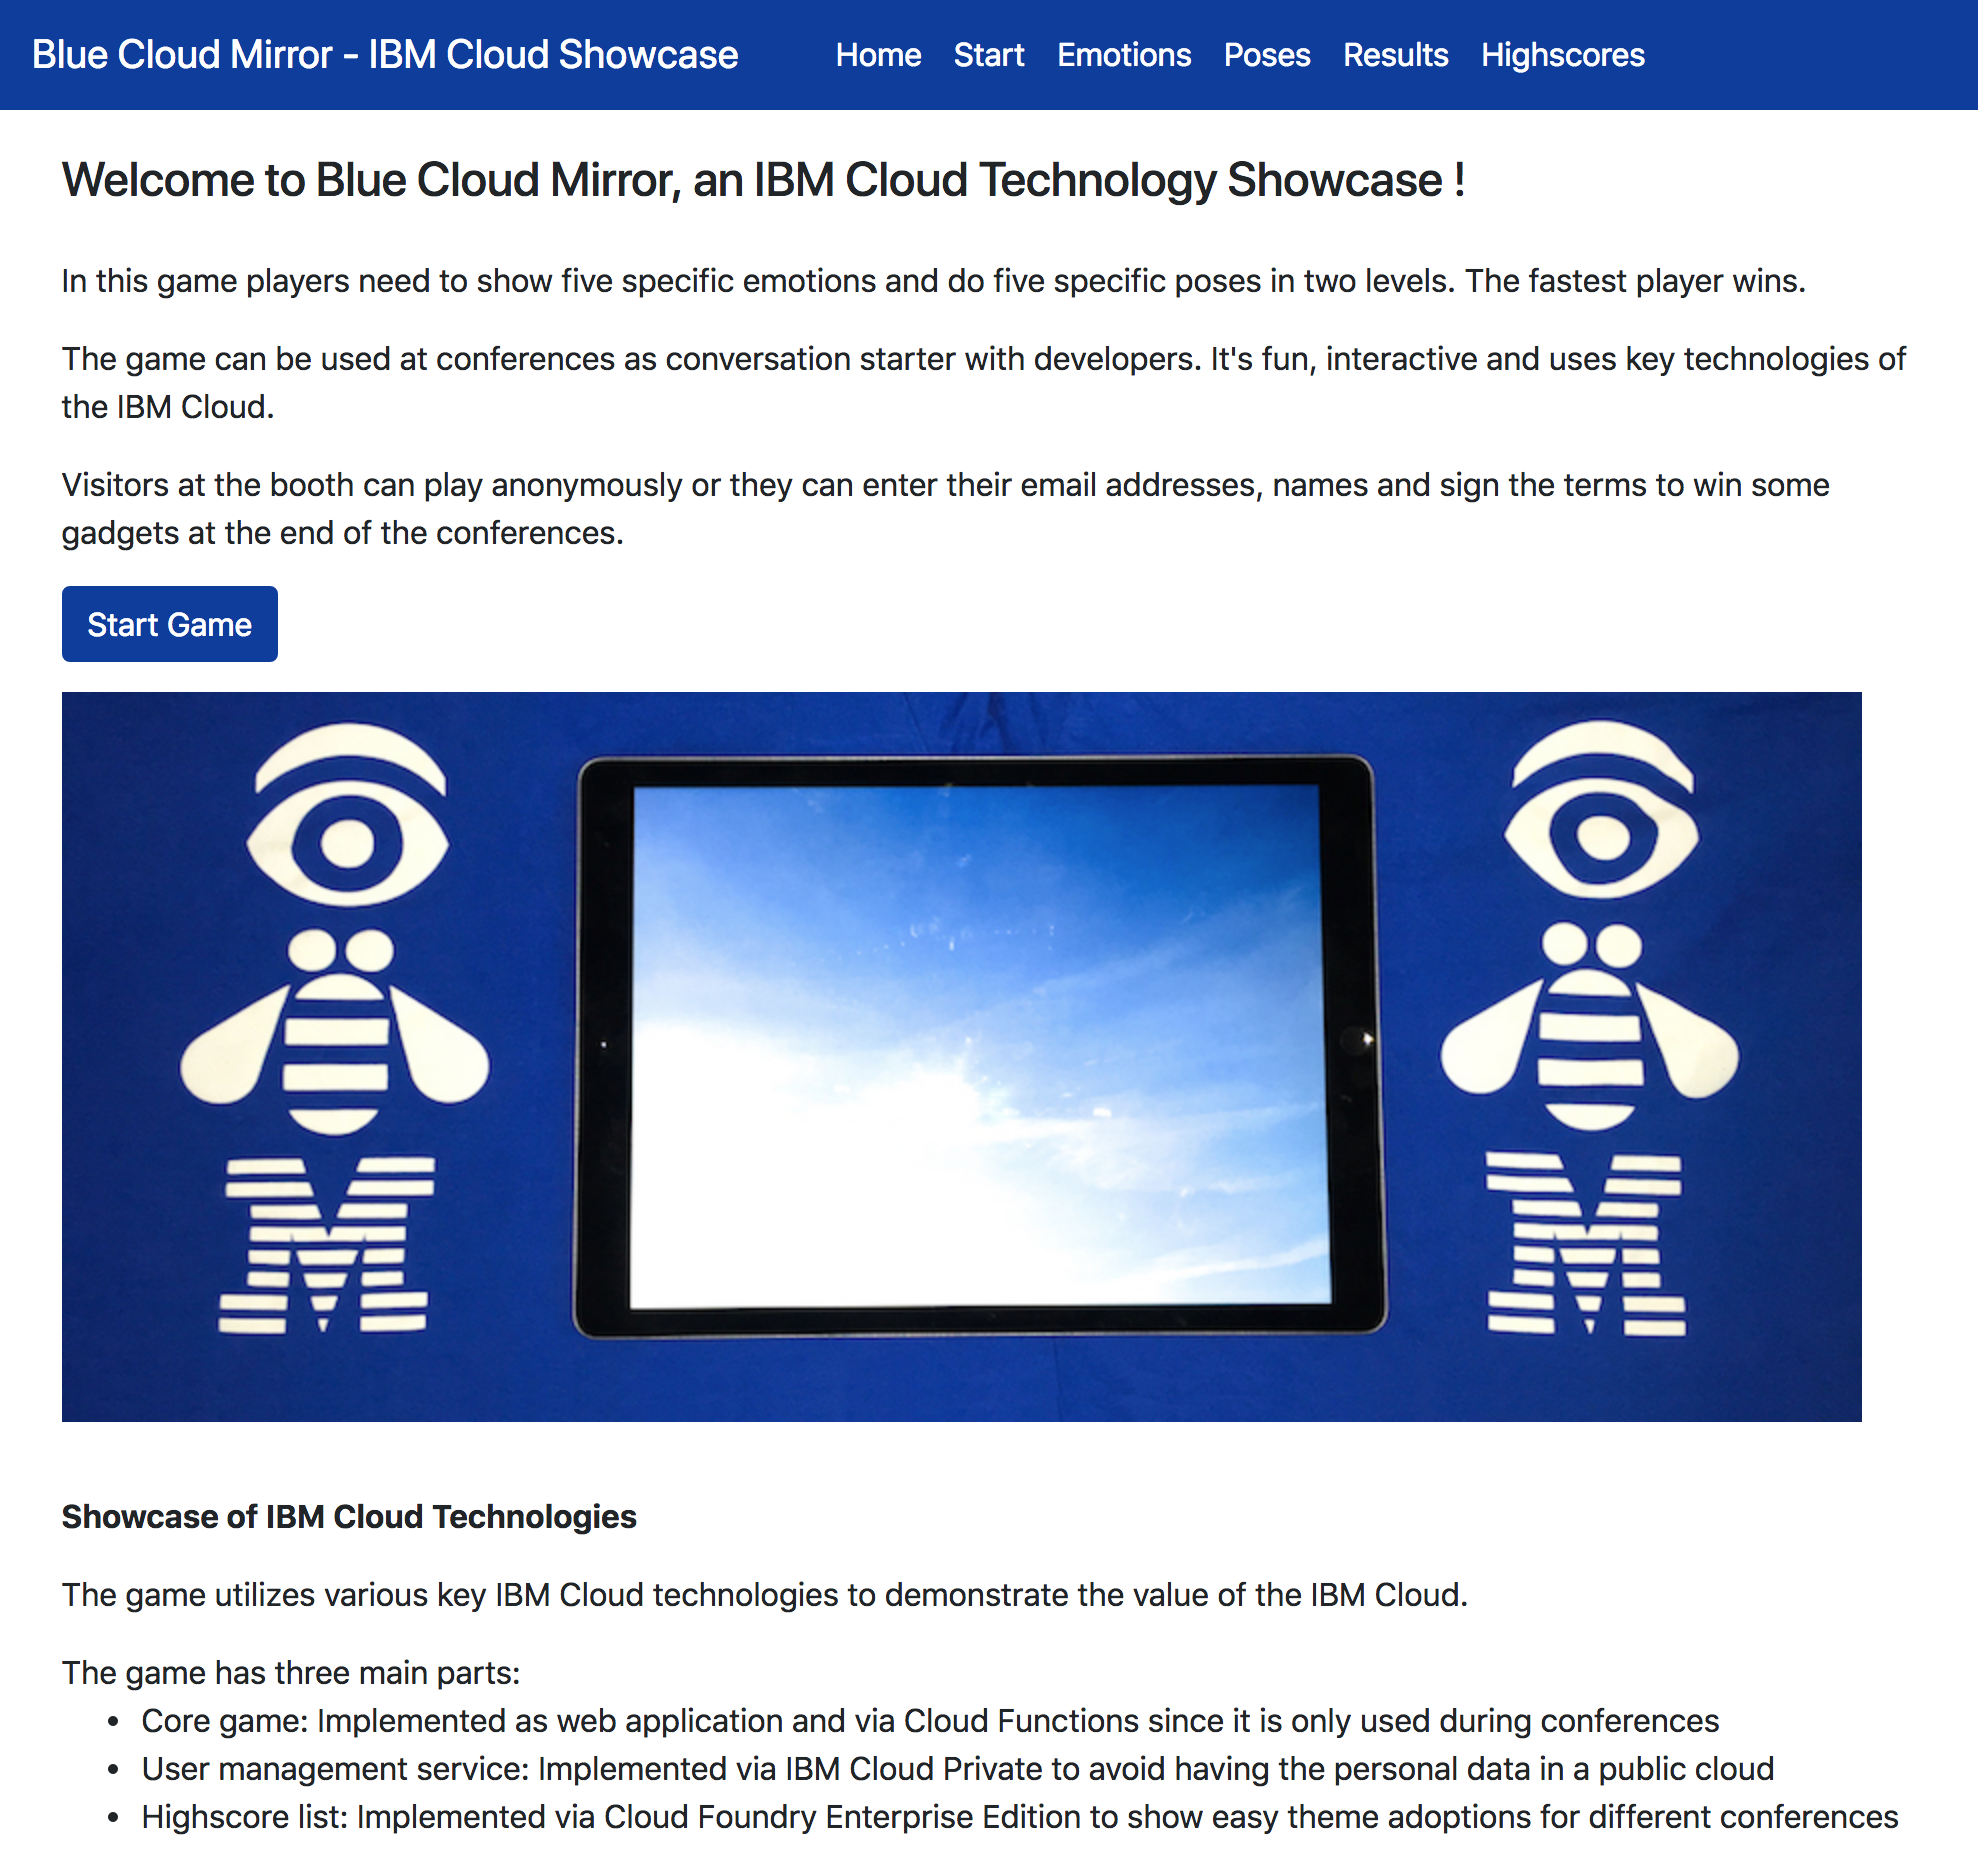 Blue Cloud Mirror - IBM Cloud Showcase
Home Start Emotions Poses Results Highscores
Welcome to Blue Cloud Mirror, an IBM Cloud Technology Showcase !
In this game players need to show five specific emotions and do five specific poses in two levels. The fastest player wins.
The game can be used at conferences as conversation starter with developers. It's fun, interactive and uses key technologies of
the IBM Cloud.
Visitors at the booth can play anonymously or they can enter their email addresses, names and sign the terms to win some
gadgets at the end of the conferences.
Start Game
M
M
Showcase of IBM Cloud Technologies
The game utilizes various key IBM Cloud technologies to demonstrate the value of the IBM Cloud.
The game has three main parts:
• Core game: Implemented as web application and via Cloud Functions since it is only used during conferences
• User management service: Implemented via IBM Cloud Private to avoid having the personal data in a public cloud
• Highscore list: Implemented via Cloud Foundry Enterprise Edition to show easy theme adoptions for different conferences